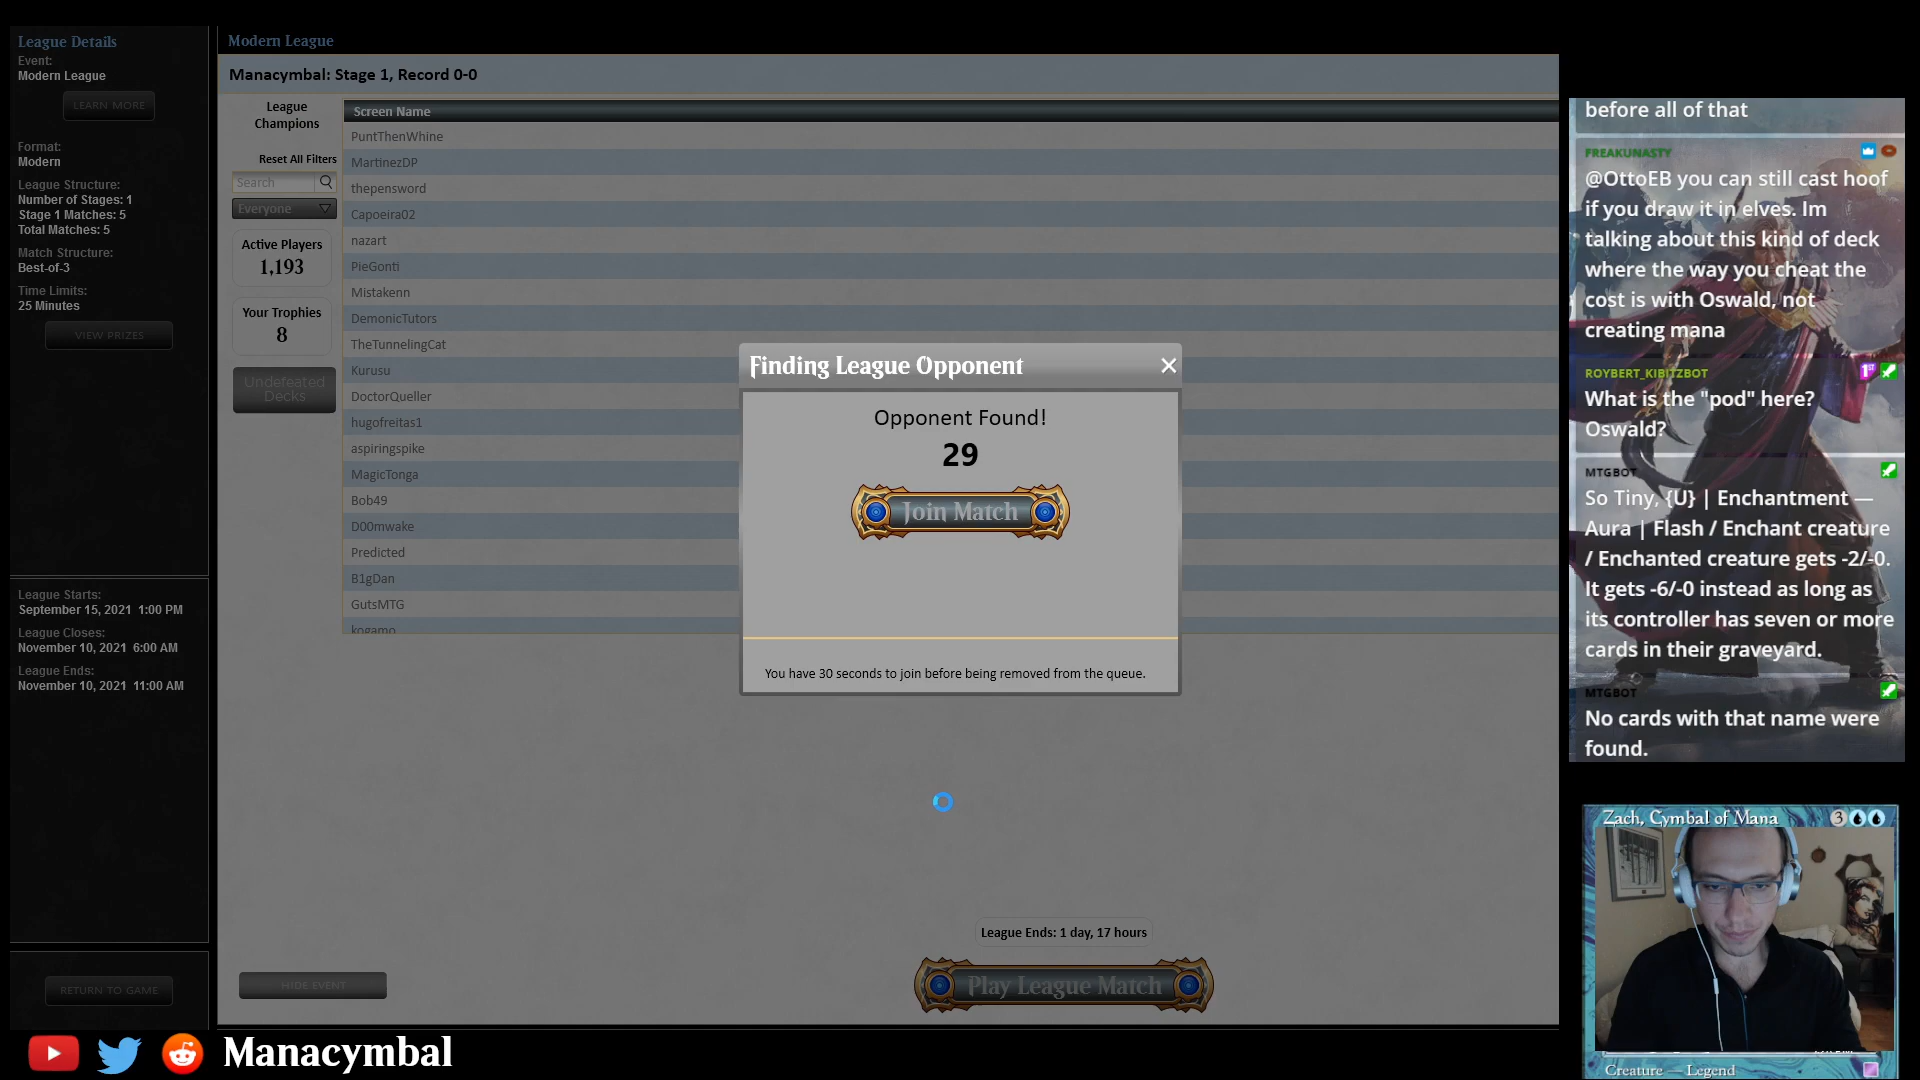 League Details
Event:
Modern League
LEARN MORE
Format:
Modern
League Structure:
Number of Stages: 1
Stage 1 Matches: 5
Total Matches: 5
Match Structure:
Best-of-3
Time Limits:
25 Minutes
VIEW PRIZES
League Starts:
September 15, 2021 1:00 PM
League Closes:
November 10, 2021 6:00 AM
League Ends:
November 10, 2021 11:00 AM
RETURN TO GAME
Modern League
Manacymbal: Stage 1, Record 0-0
League
Champions
Reset All Filters
Search
Everyone
Active Players
1,193
Your Trophies
8
Undefeated
Decks
Screen Name
PuntThenWhine
MartinezDP
thepensword
Capoeira02
nazart
PieGonti
Mistakenn
DemonicTutors
TheTunnelingCat
Kurusu
DoctorQueller
hugofreitas1
aspiringspike
MagicTonga
Bob49
D00mwake
Predicted
B1gDan
GutsMTG
kogamo
Finding League Opponent
Opponent Found!
29
Join Match
You have 30 seconds to join before being removed from the queue.
League Ends: 1 day, 17 hours
HIDE EVENT
Play League Match
before all of that
FREAKUNASTY
@OttoEB you can still cast hoof
if you draw it in elves. Im
talking about this kind of deck
where the way you cheat the
cost is with Oswald, not
creating mana
ROYBERT_KIBITZBOT
1ST
What is the "pod" here?
Oswald?
MTGBOT
So Tiny, {U} | Enchantment —
Aura | Flash / Enchant creature
/ Enchanted creature gets -2/-0.
It gets -6/-0 instead as long as
its controller has seven or more
cards in their graveyard.
MTGBOT
No cards with that name were
found.
Zach, Cymbal of Mana
3
Creature — Legend
Manacymbal